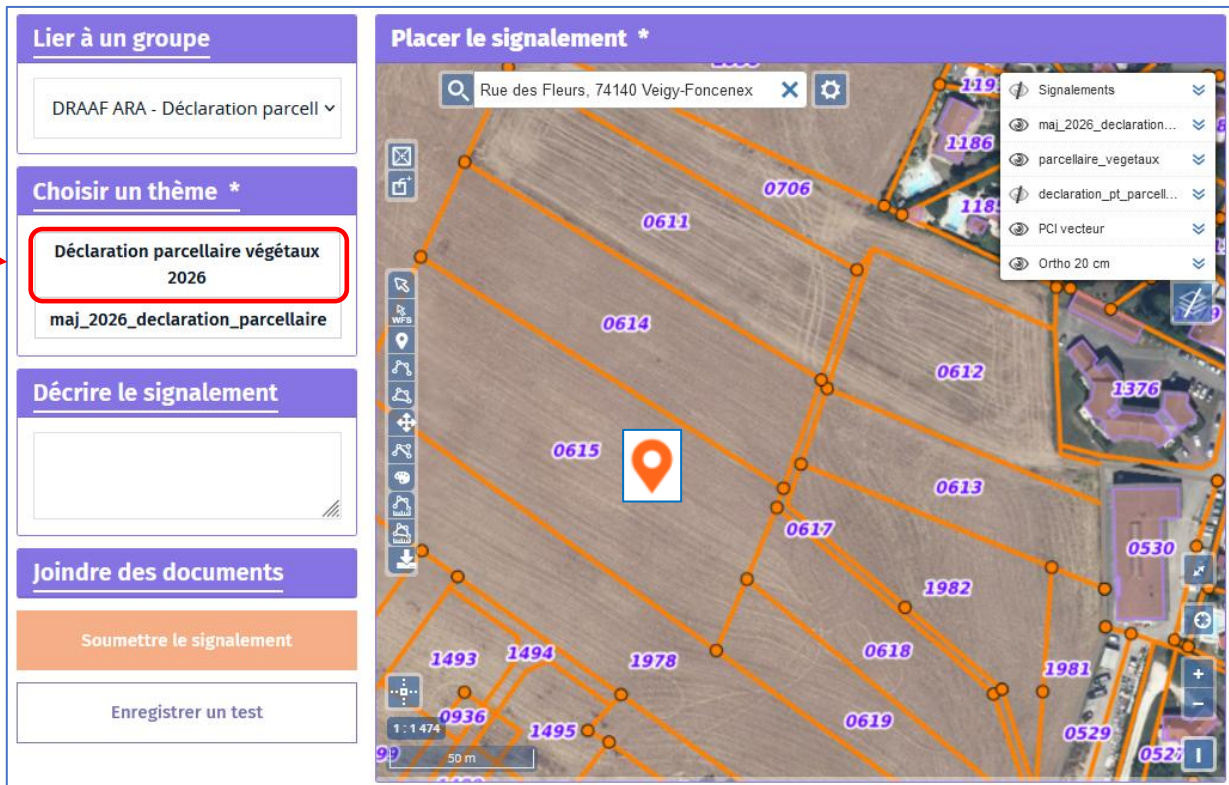 Lier à un groupe
DRAAF ARA - Déclaration parcell
Choisir un thème *
Déclaration parcellaire végétaux
2026
maj_2026_declaration_parcellaire
Décrire le signalement
Joindre des documents
Soumettre le signalement
Enregistrer un test
Placer le signalement *
Rue des Fleurs, 74140 Veigy-Foncenex
Signalements
maj_2026_declaration...
parcellaire_vegetaux
declaration_pt_parcell...
PCI vecteur
Ortho 20 cm
1186
0706
0611
0614
0612
1376
WFS
0615
0613
0617
0530
1982
0618
1493
1494
1978
1981
0936
0619
1495
0529
1 : 1 474
50 m